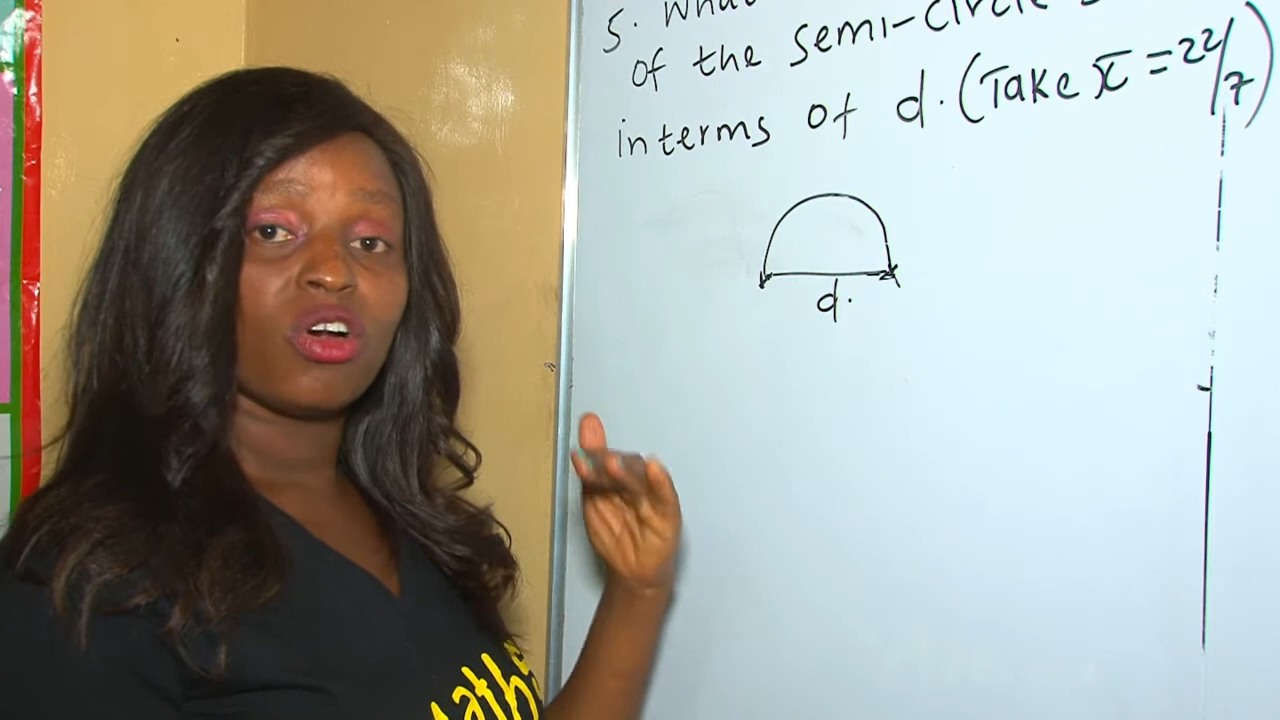 5. What
of the semi-circle
in terms of d. (Take π = 22/7)
d.